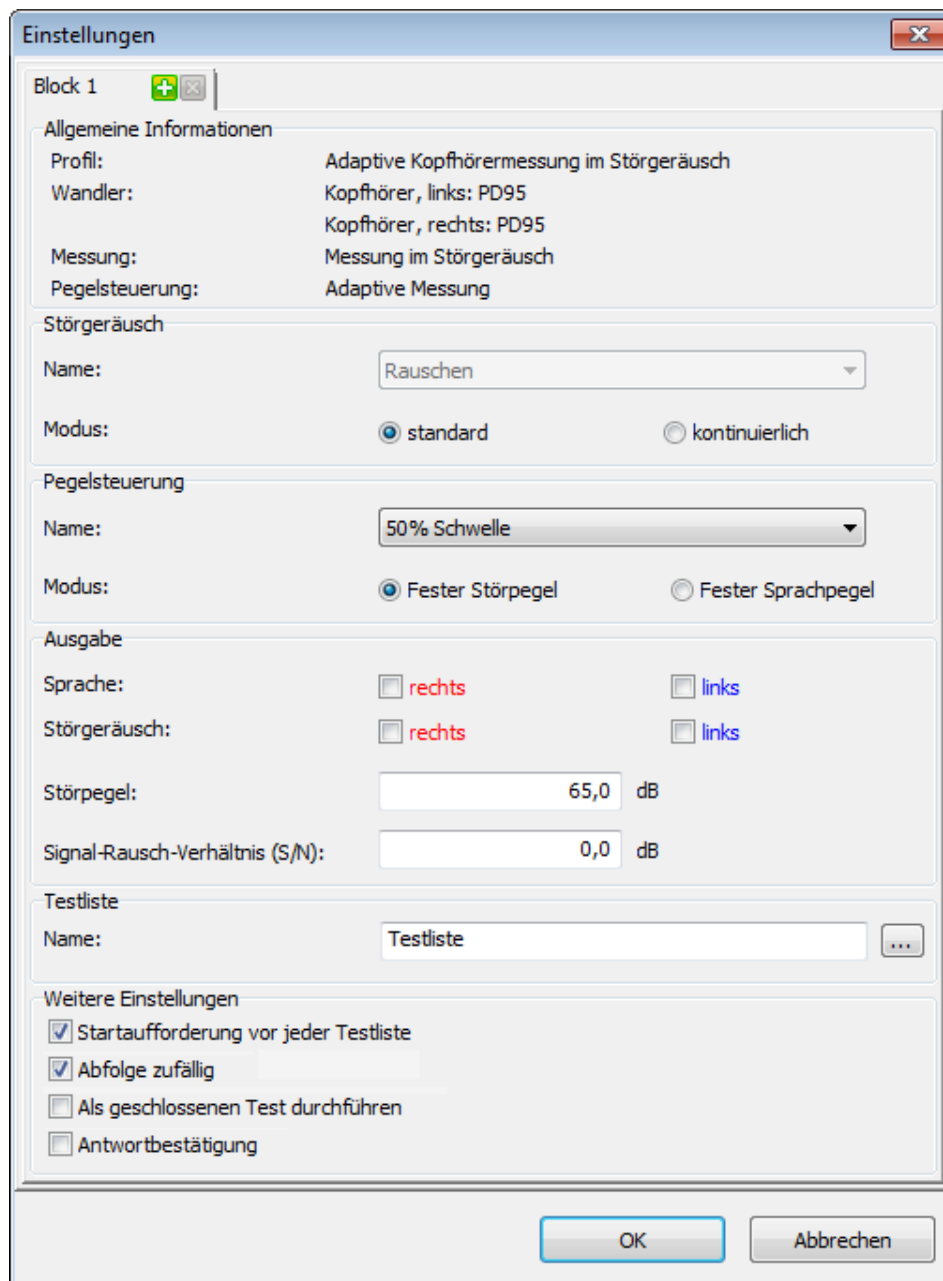 Einstellungen
Block 1
Allgemeine Informationen
Profil: Adaptive Kopfhörermessung im Störgeräusch
Wandler: Kopfhörer, links: PD95
Kopfhörer, rechts: PD95
Messung: Messung im Störgeräusch
Pegelsteuerung: Adaptive Messung
Störgeräusch
Name: Rauschen
Modus: standard kontinuierlich
Pegelsteuerung
Name: 50% Schwelle
Modus: Fester Störpegel Fester Sprachpegel
Ausgabe
Sprache: rechts links
Störgeräusch: rechts links
Störpegel: 65,0 dB
Signal-Rausch-Verhältnis (S/N): 0,0 dB
Testliste
Name: Testliste ...
Weitere Einstellungen
Startaufforderung vor jeder Testliste
Abfolge zufällig
Als geschlossenen Test durchführen
Antwortbestätigung
OK Abbrechen